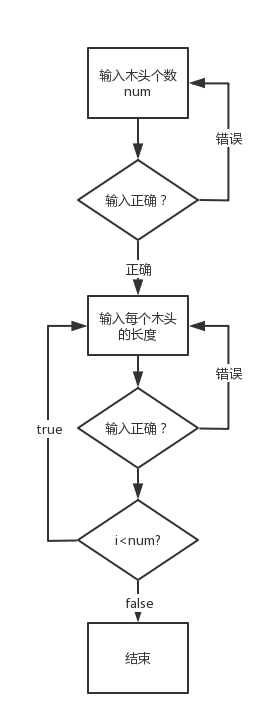 输入木头个数
num
错误
输入正确？
正确
输入每个木头
的长度
错误
输入正确？
true
i<num?
false
结束